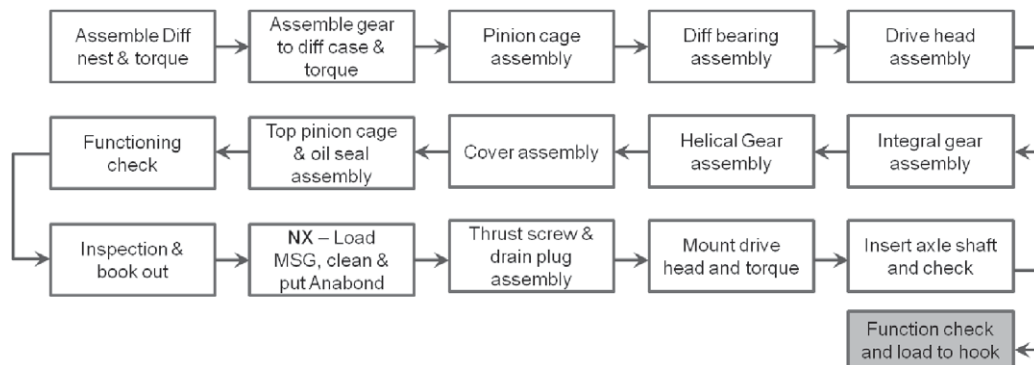 Assemble Diff
nest & torque
Assemble gear
to diff case &
torque
Pinion cage
assembly
Diff bearing
assembly
Drive head
assembly
Integral gear
assembly
Helical Gear
assembly
Cover assembly
Top pinion cage
& oil seal
assembly
Functioning
check
Inspection &
book out
NX – Load
MSG, clean &
put Anabond
Thrust screw &
drain plug
assembly
Mount drive
head and torque
Insert axle shaft
and check
Function check
and load to hook